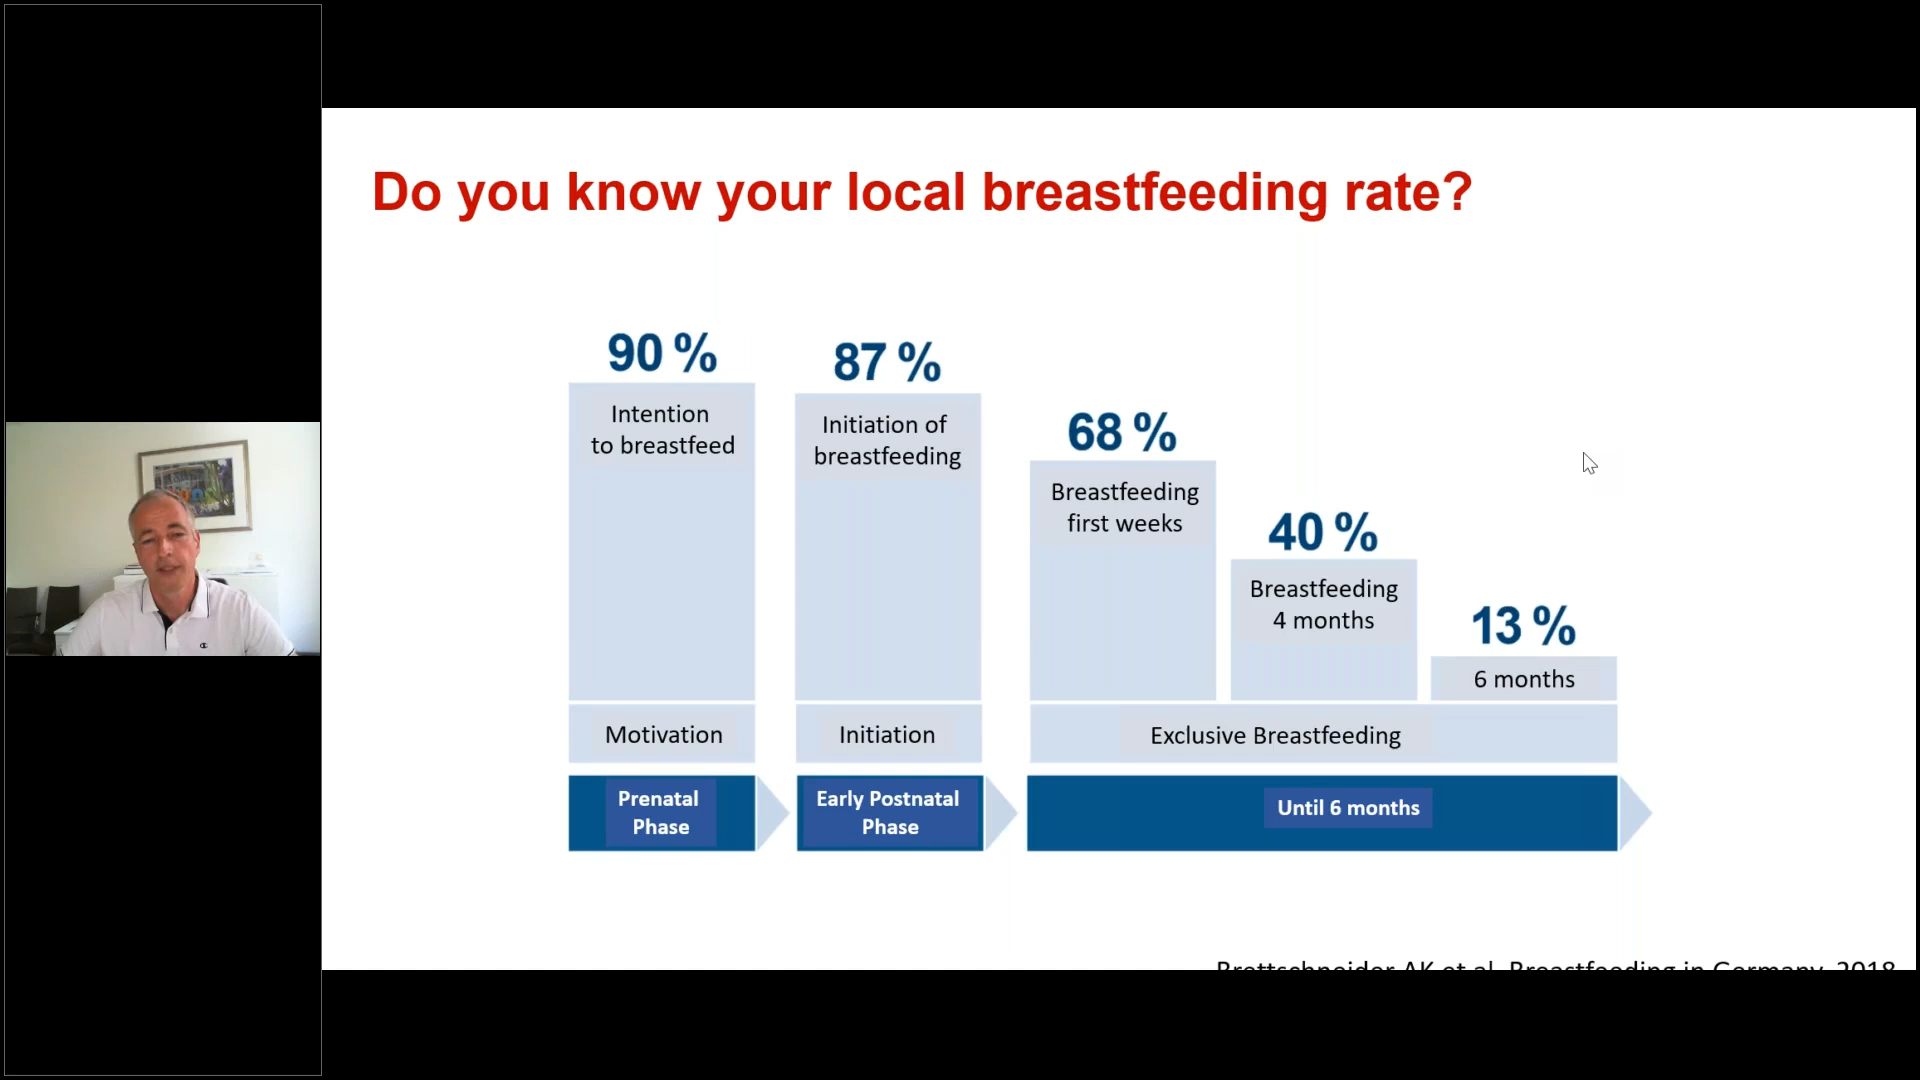 Do you know your local breastfeeding rate?
90 %
Intention
to breastfeed
87 %
Initiation of
breastfeeding
68 %
Breastfeeding
first weeks
40 %
Breastfeeding
4 months
13 %
6 months
Motivation
Initiation
Exclusive Breastfeeding
Prenatal
Phase
Early Postnatal
Phase
Until 6 months
Brettschneider AK et al. Breastfeeding in Germany, 2018